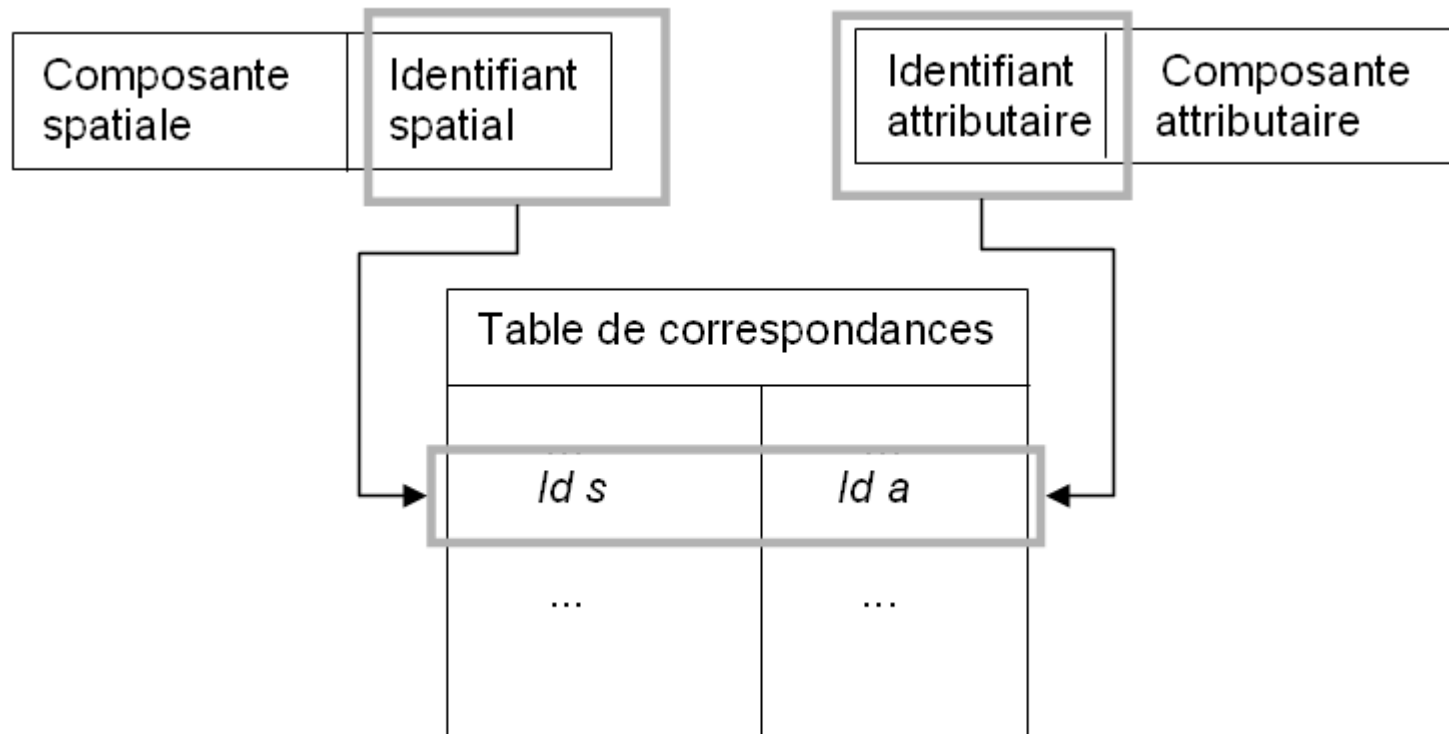 Composante
spatiale
Identifiant
spatial
Identifiant
attributaire
Composante
attributaire
Table de correspondances
... ...
Id s Id a
... ...